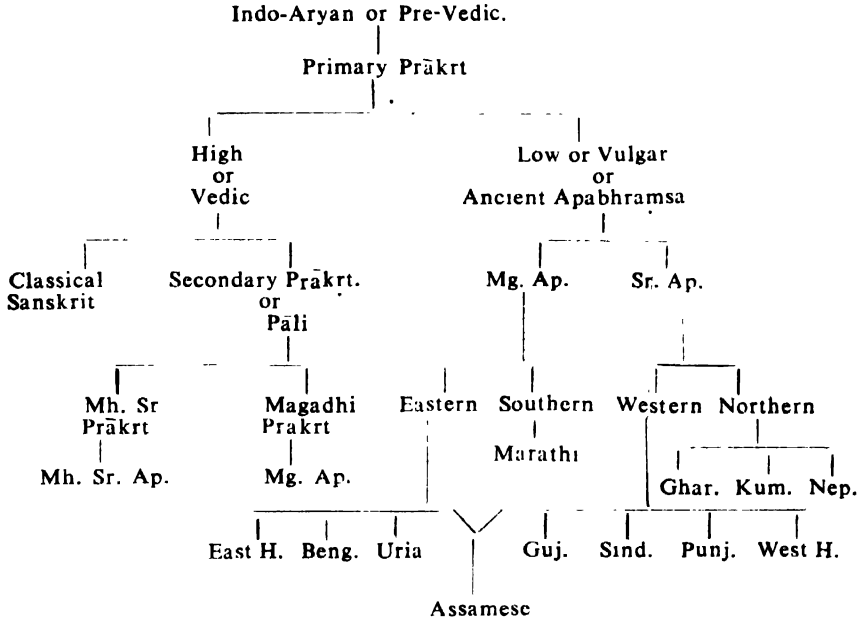 Indo-Aryan or Pre-Vedic.
Primary Prākrt
High
or
Vedic
Low or Vulgar
or
Ancient Apabhramsa
Classical
Sanskrit
Secondary Prākrt.
or
Pāli
Mg. Ap.
Sr. Ap.
Mh. Sr
Prākrt
Magadhi
Prakrt
Eastern
Southern
Western
Northern
Mh. Sr. Ap.
Mg. Ap.
Marathi
Ghar.
Kum.
Nep.
East H.
Beng.
Uria
Guj.
Sind.
Punj.
West H.
Assamese